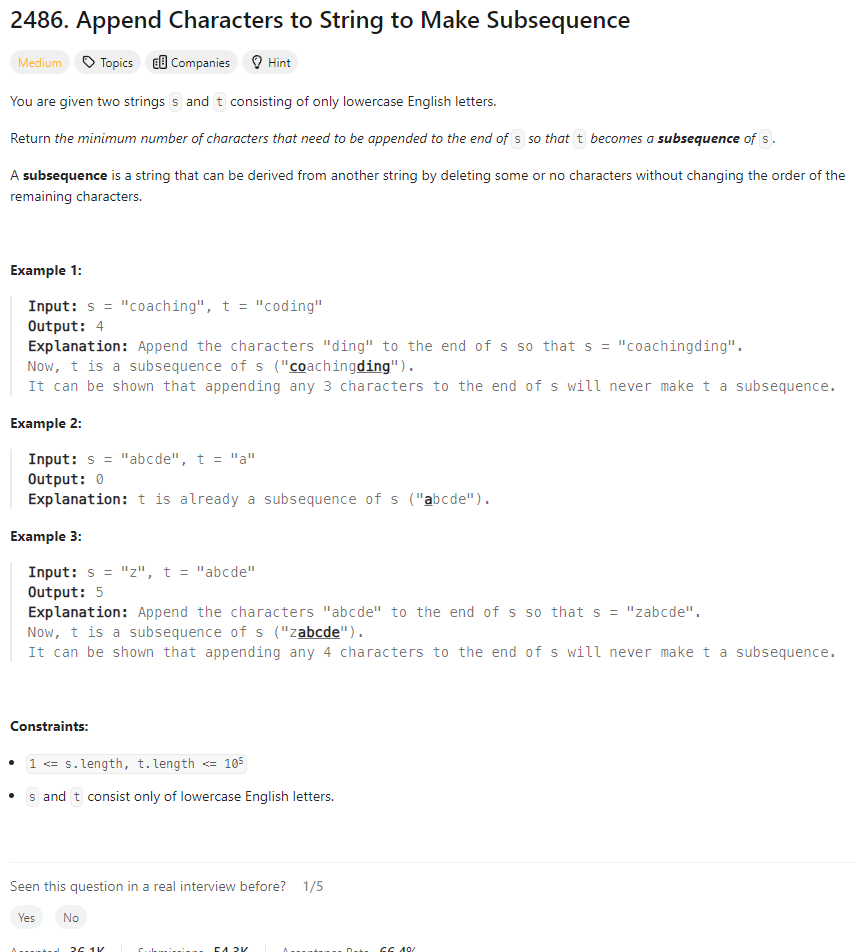 2486. Append Characters to String to Make Subsequence
Medium Topics Companies Hint
You are given two strings s and t consisting of only lowercase English letters.
Return the minimum number of characters that need to be appended to the end of s so that t becomes a subsequence of s.
A subsequence is a string that can be derived from another string by deleting some or no characters without changing the order of the
remaining characters.
Example 1:
Input: s = "coaching", t = "coding"
Output: 4
Explanation: Append the characters "ding" to the end of s so that s = "coachingding".
Now, t is a subsequence of s ("coachingding").
It can be shown that appending any 3 characters to the end of s will never make t a subsequence.
Example 2:
Input: s = "abcde", t = "a"
Output: 0
Explanation: t is already a subsequence of s ("abcde").
Example 3:
Input: s = "z", t = "abcde"
Output: 5
Explanation: Append the characters "abcde" to the end of s so that s = "zabcde".
Now, t is a subsequence of s ("zabcde").
It can be shown that appending any 4 characters to the end of s will never make t a subsequence.
Constraints:
• 1 <= s.length, t.length <= 10⁵
• s and t consist only of lowercase English letters.
Seen this question in a real interview before? 1/5
Yes No
Accepted 36.1K Submissions 54.3K Acceptance Rate 66.4%